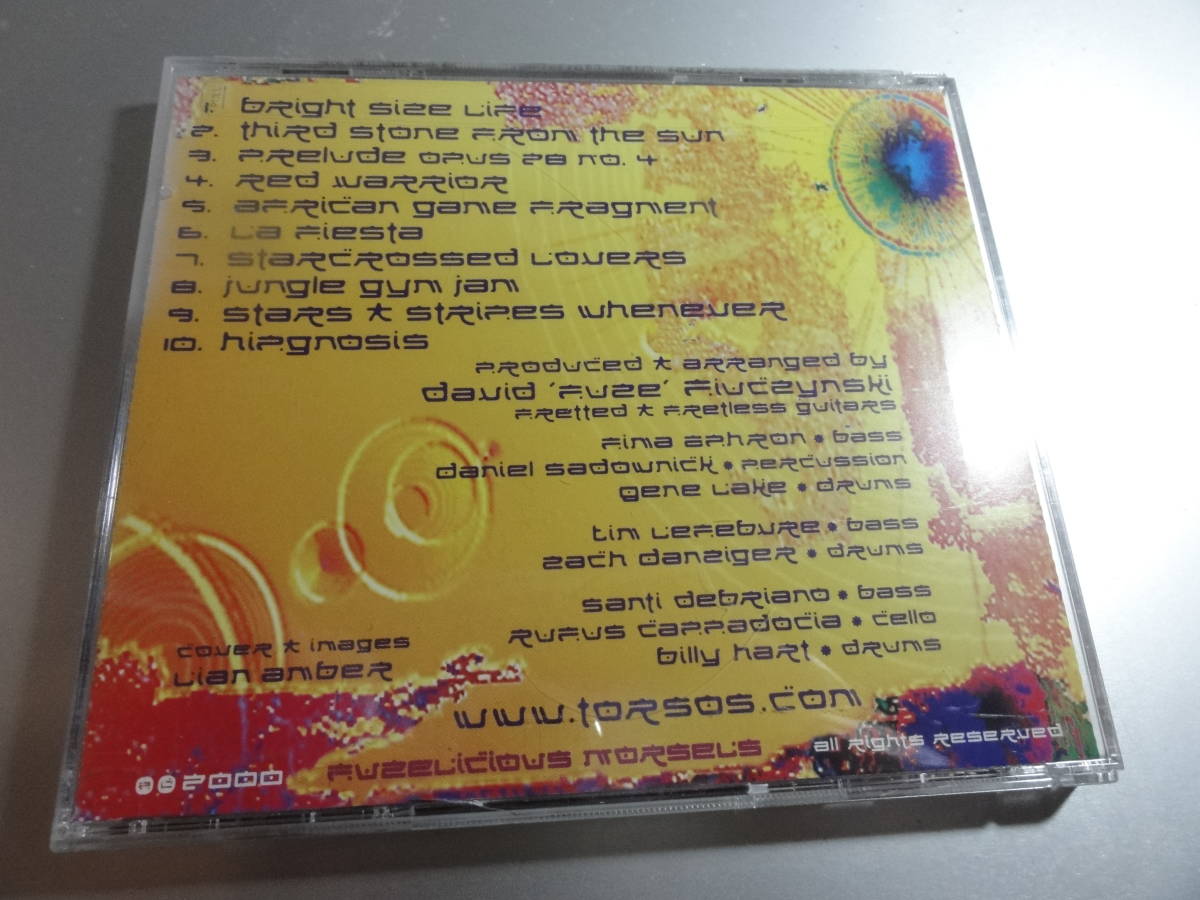 1. Bright Size Life
2. Third Stone From The Sun
3. Prelude Opus 28 No. 4
4. Red Warrior
5. African Game Fragment
6. La Fiesta
7. Starcrossed Lovers
8. Jungle Gym Jam
9. Stars ★ Stripes Whenever
10. Hipgnosis
Produced ★ Arranged by
David 'Fuze' Fiuczynski
Fretted ★ Fretless Guitars
Fima Ephron • Bass
Daniel Sadownick • Percussion
Gene Lake • Drums
Tim Lefebvre • Bass
Zach Danziger • Drums
Santi Debriano • Bass
Rufus Cappadocia • Cello
Billy Hart • Drums
Cover ★ Images
Lian Amber
www.torsos.com
Fuzelicious Morsels
All Rights Reserved
℗ © 2000